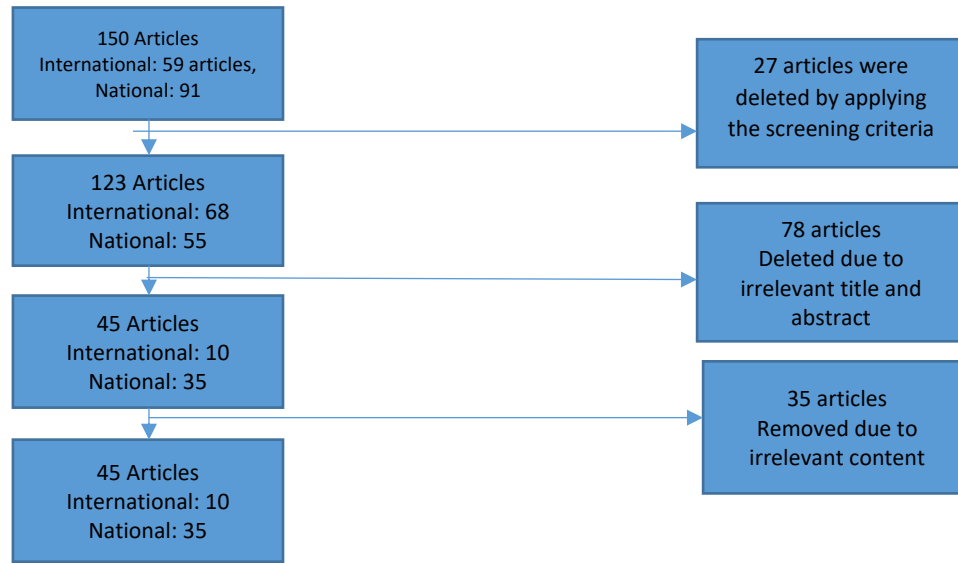 150 Articles
International: 59 articles,
National: 91
27 articles were
deleted by applying
the screening criteria
123 Articles
International: 68
National: 55
78 articles
Deleted due to
irrelevant title and
abstract
45 Articles
International: 10
National: 35
35 articles
Removed due to
irrelevant content
45 Articles
International: 10
National: 35